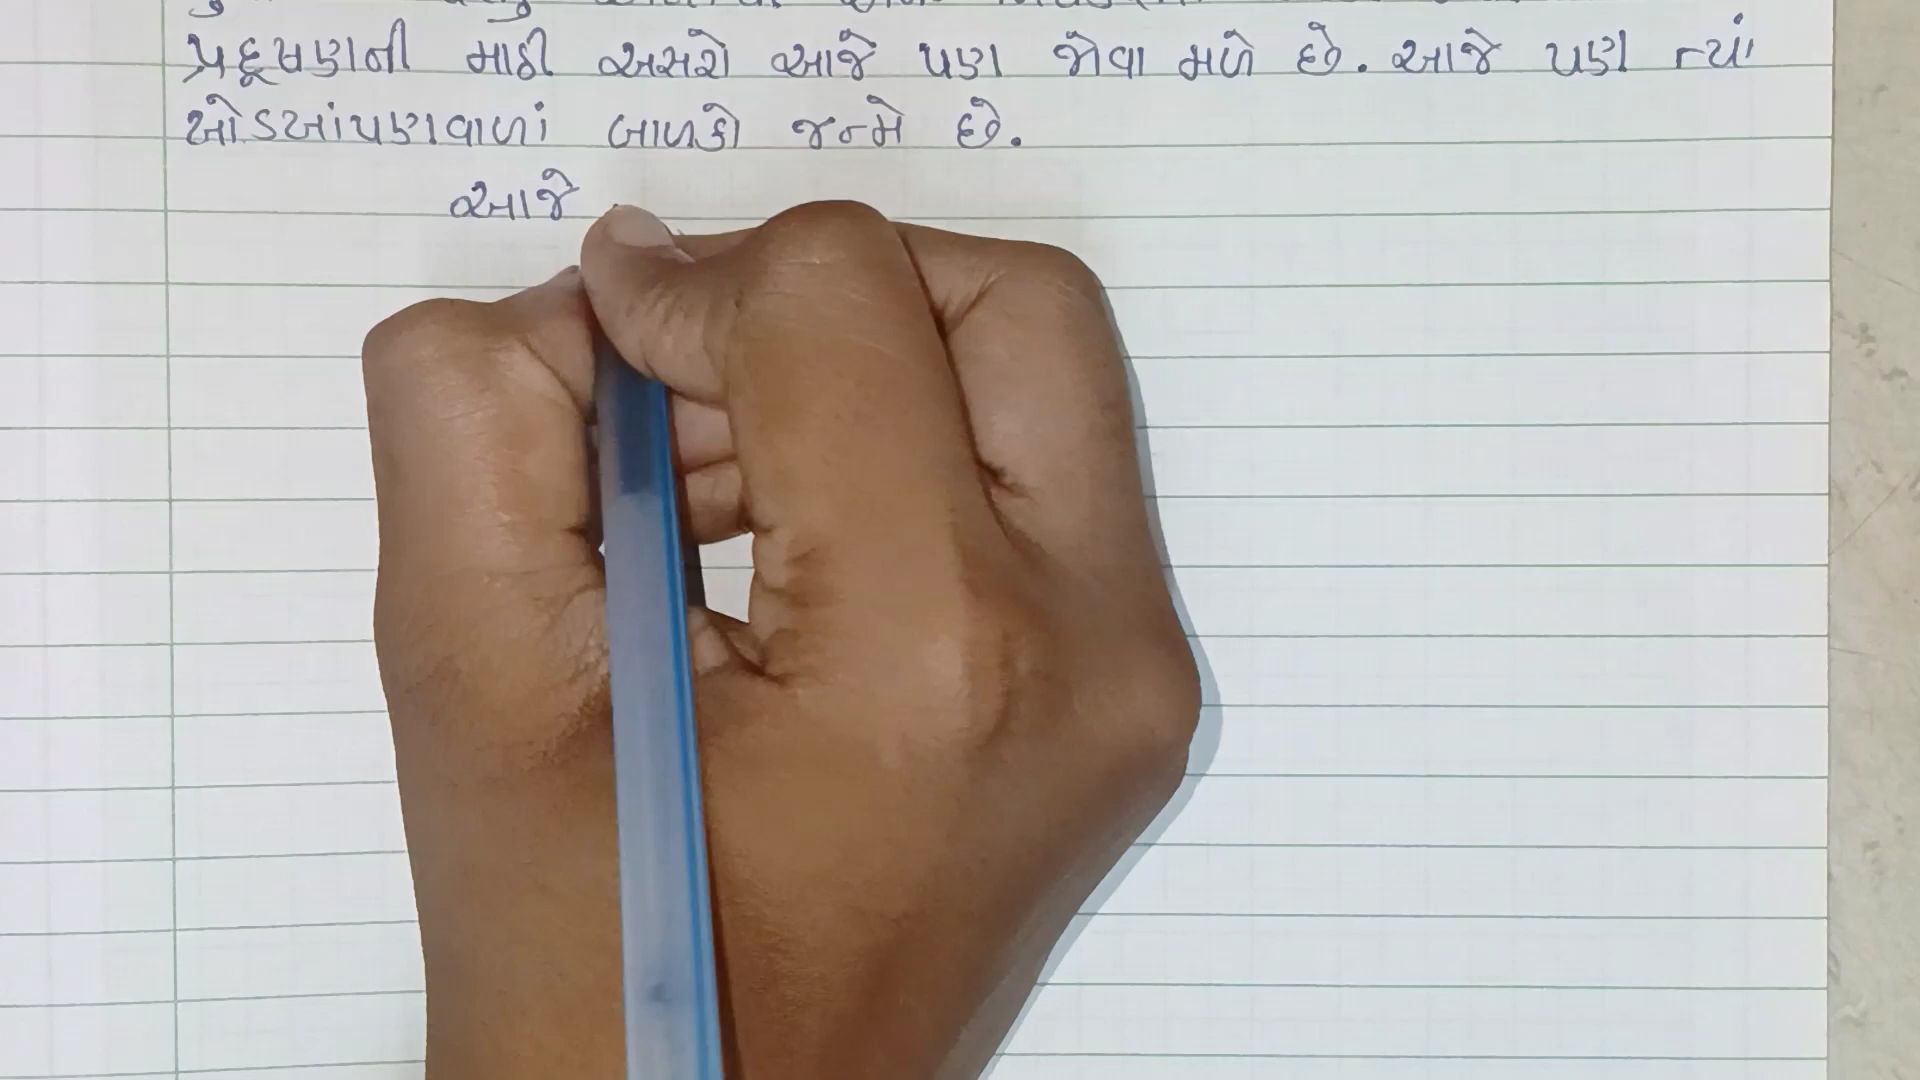 પ્રદૂષણની માઠી અસરો આજે પણ જોવા મળે છે. આજે પણ ત્યાં
ખોડખાંપણવાળાં બાળકો જન્મે છે.
આજે